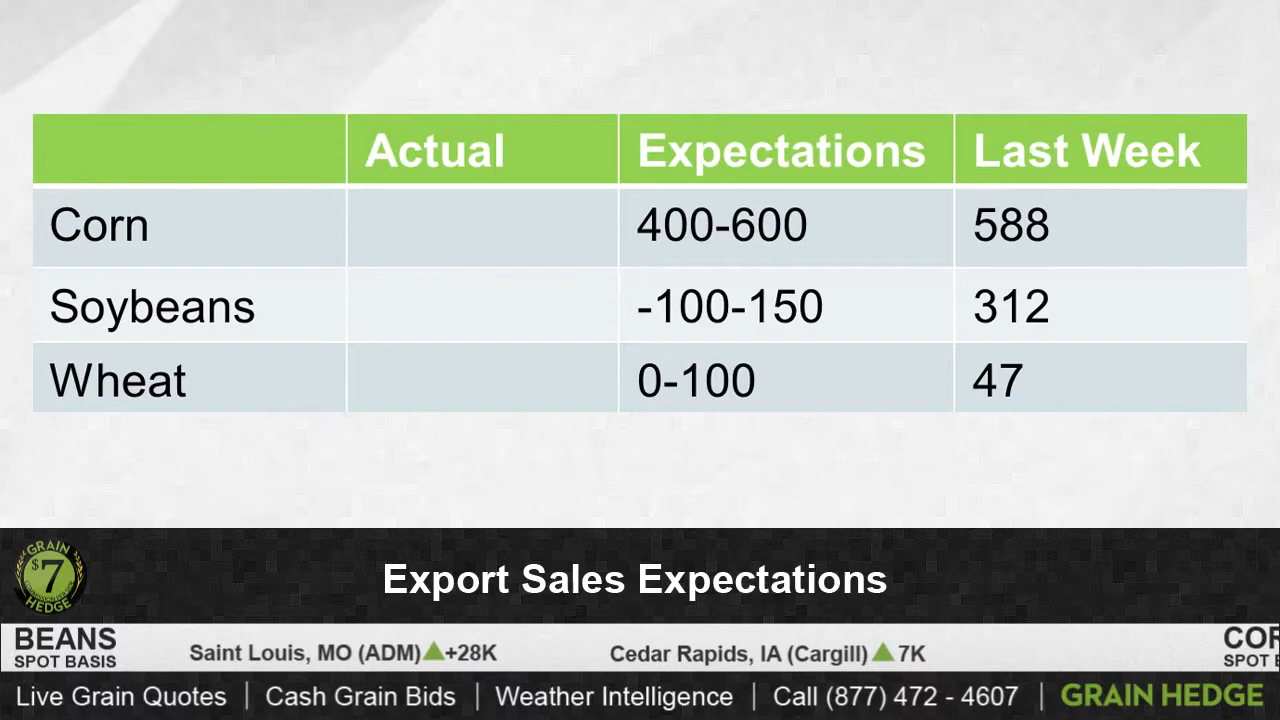 Actual Expectations Last Week
Corn 400-600 588
Soybeans -100-150 312
Wheat 0-100 47
GRAIN
$7
HEDGE
Export Sales Expectations
BEANS
SPOT BASIS
Saint Louis, MO (ADM) +28K Cedar Rapids, IA (Cargill) 7K
Live Grain Quotes | Cash Grain Bids | Weather Intelligence | Call (877) 472 - 4607 | GRAIN HEDGE